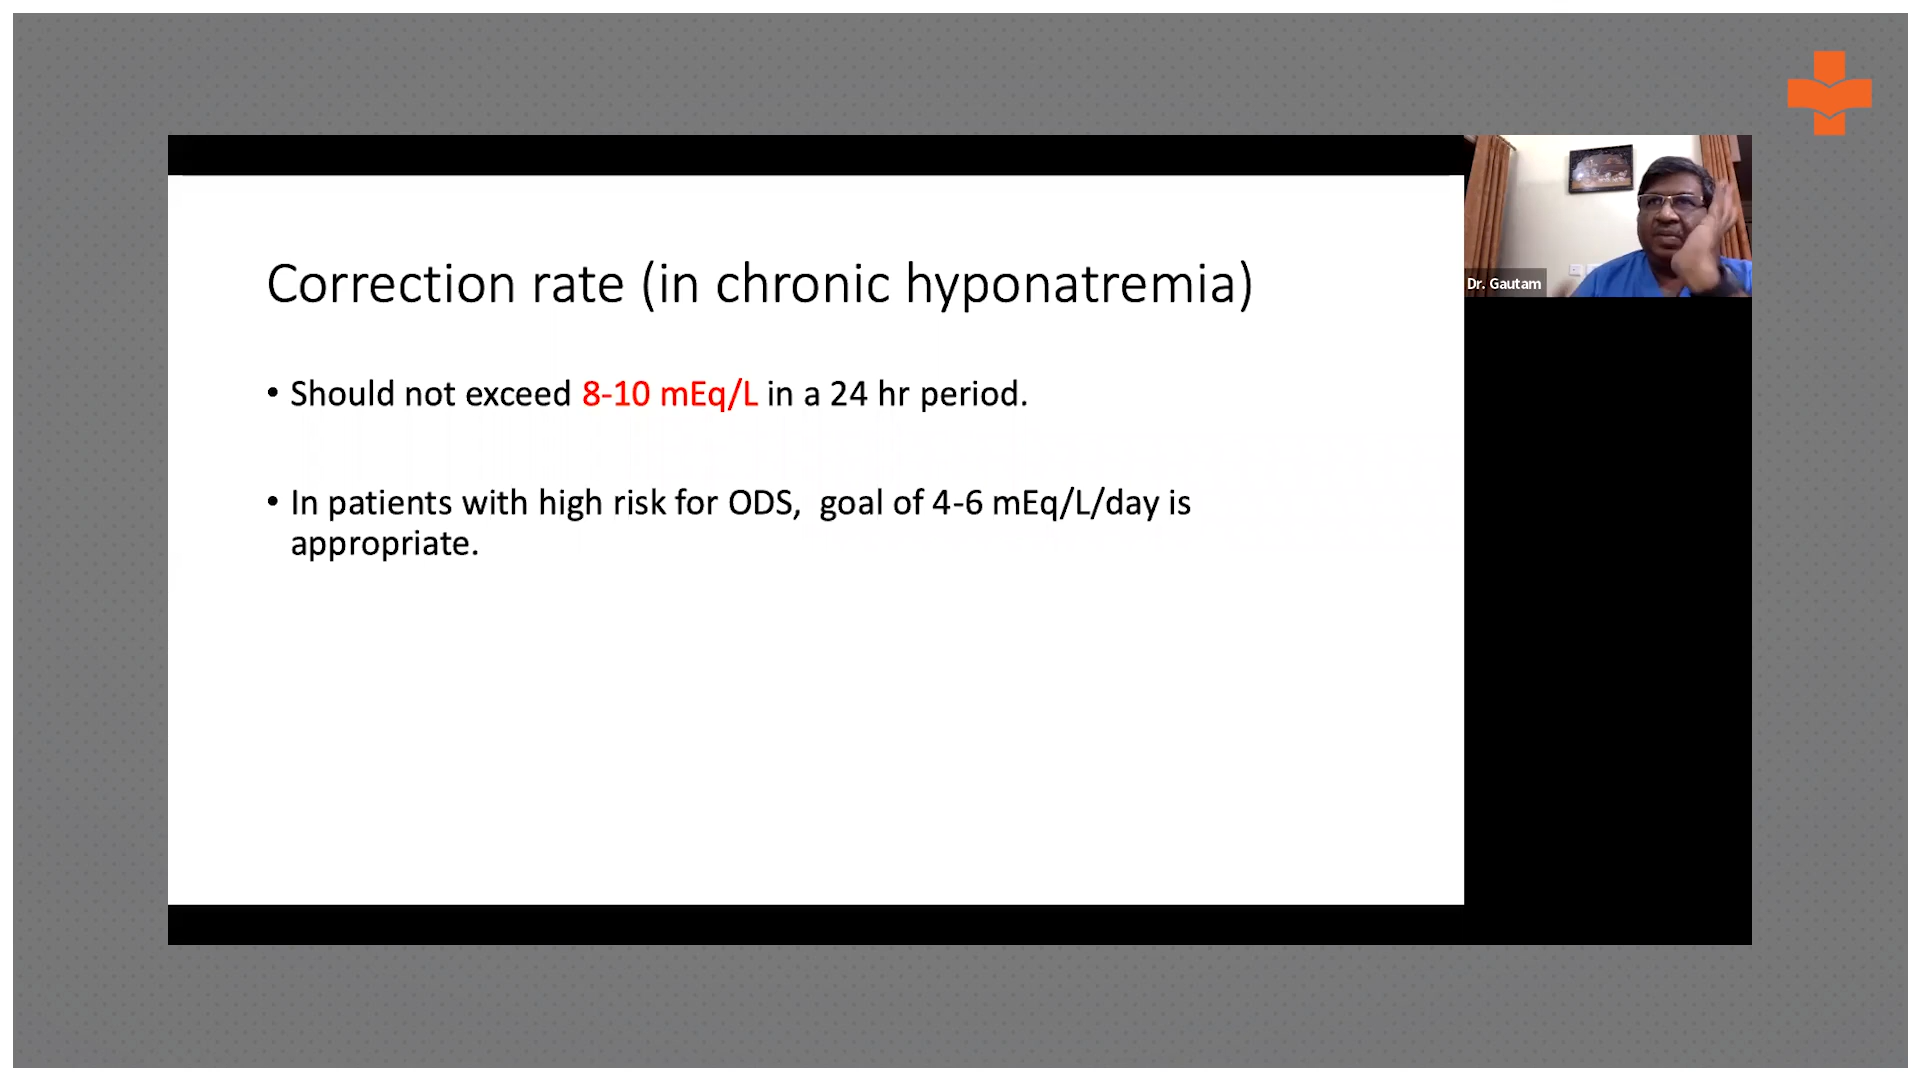 Correction rate (in chronic hyponatremia)
• Should not exceed 8-10 mEq/L in a 24 hr period.
• In patients with high risk for ODS,  goal of 4-6 mEq/L/day is
appropriate.
Dr. Gautam